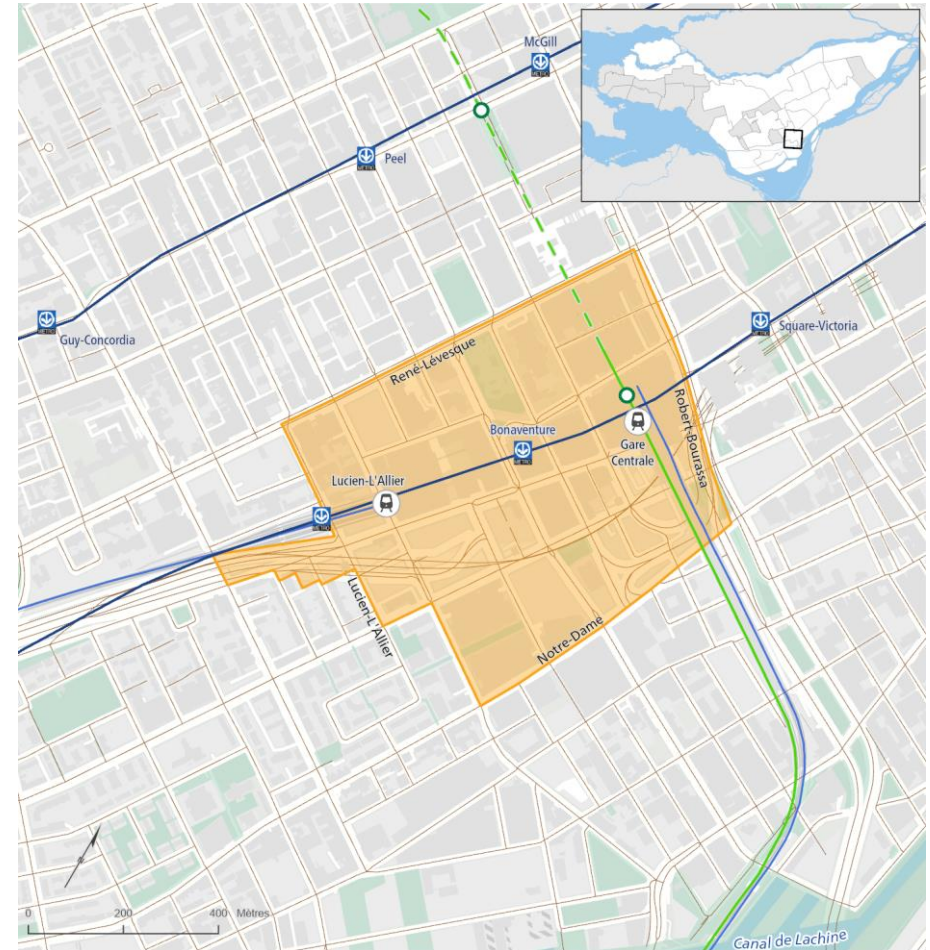 McGill
Peel
Guy-Concordia
Square-Victoria
René-Lévesque
Robert-Bourassa
Bonaventure
Gare
Centrale
Lucien-L'Allier
Lucien-L'Allier
Notre-Dame
0 200 400 Mètres
Canal de Lachine